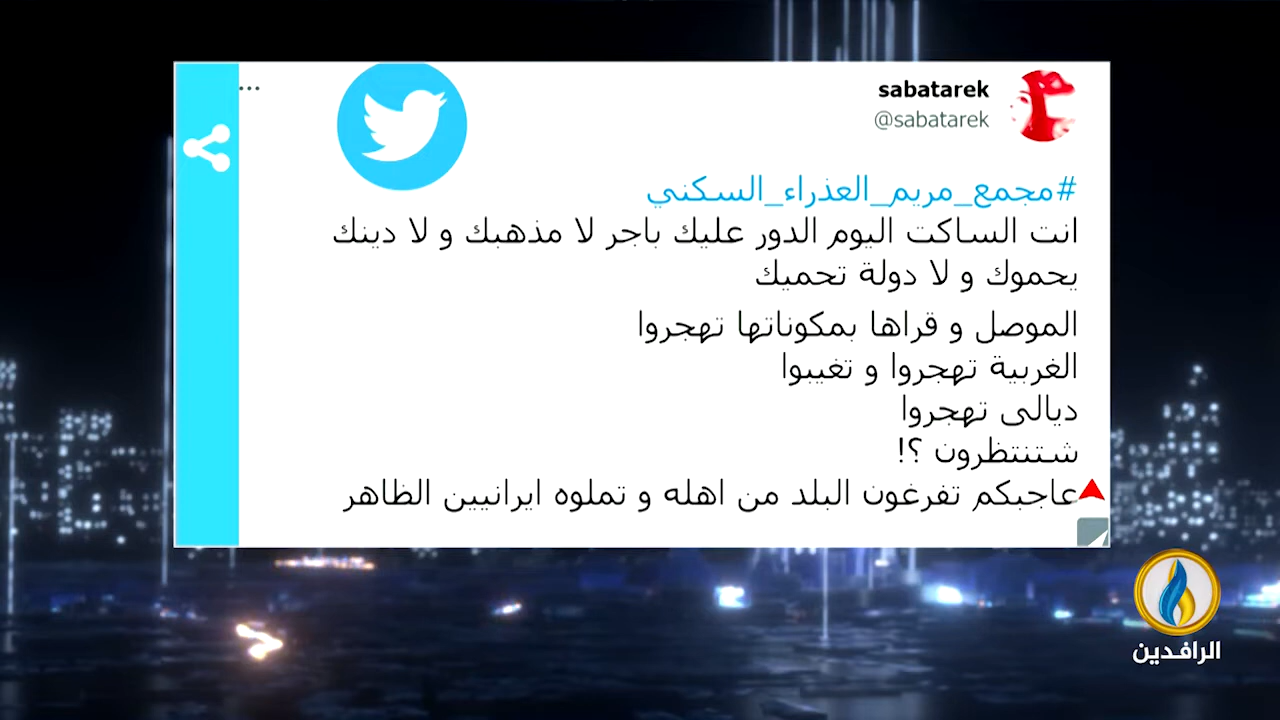 sabatarek
@sabatarek
#مجمع_مريم_العذراء_السكني
انت الساكت اليوم الدور عليك باجر لا مذهبك و لا دينك
يحموك و لا دولة تحميك
الموصل و قراها بمكوناتها تهجروا
الغربية تهجروا و تغيبوا
ديالى تهجروا
شتنتظرون ؟!
عاجبكم تفرغون البلد من اهله و تملوه ايرانيين الظاهر
الرافدين